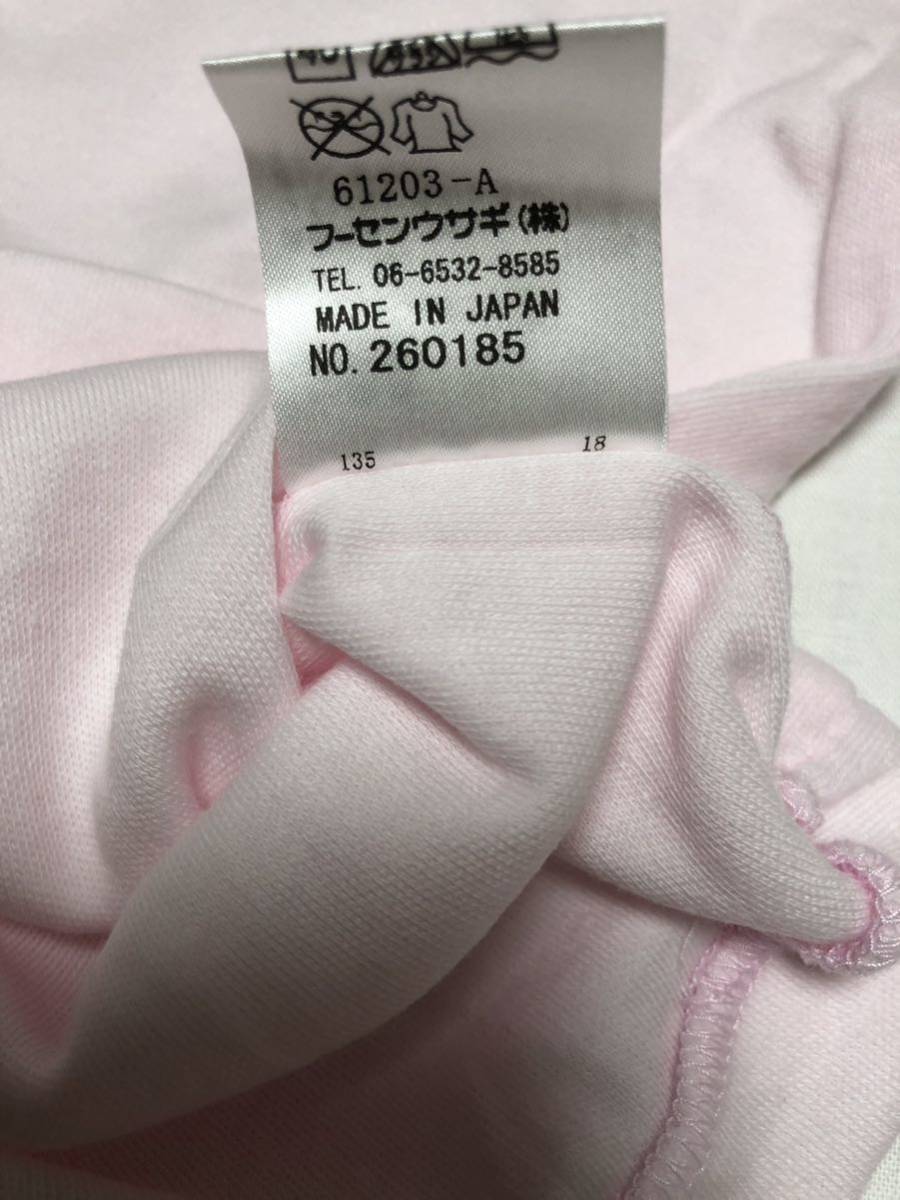 61203-A
フーセンウサギ(株)
TEL. 06-6532-8585
MADE IN JAPAN
NO. 260185
135 18